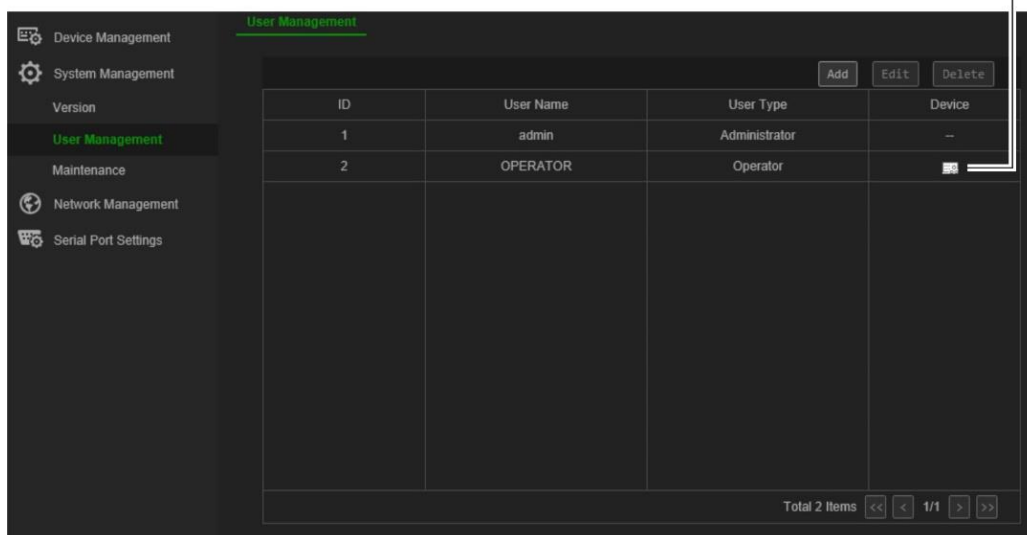 Device Management
System Management
Version
User Management
Maintenance
Network Management
Serial Port Settings
User Management
Add Edit Delete
ID User Name User Type Device
1 admin Administrator --
2 OPERATOR Operator
Total 2 Items << < 1/1 > >>